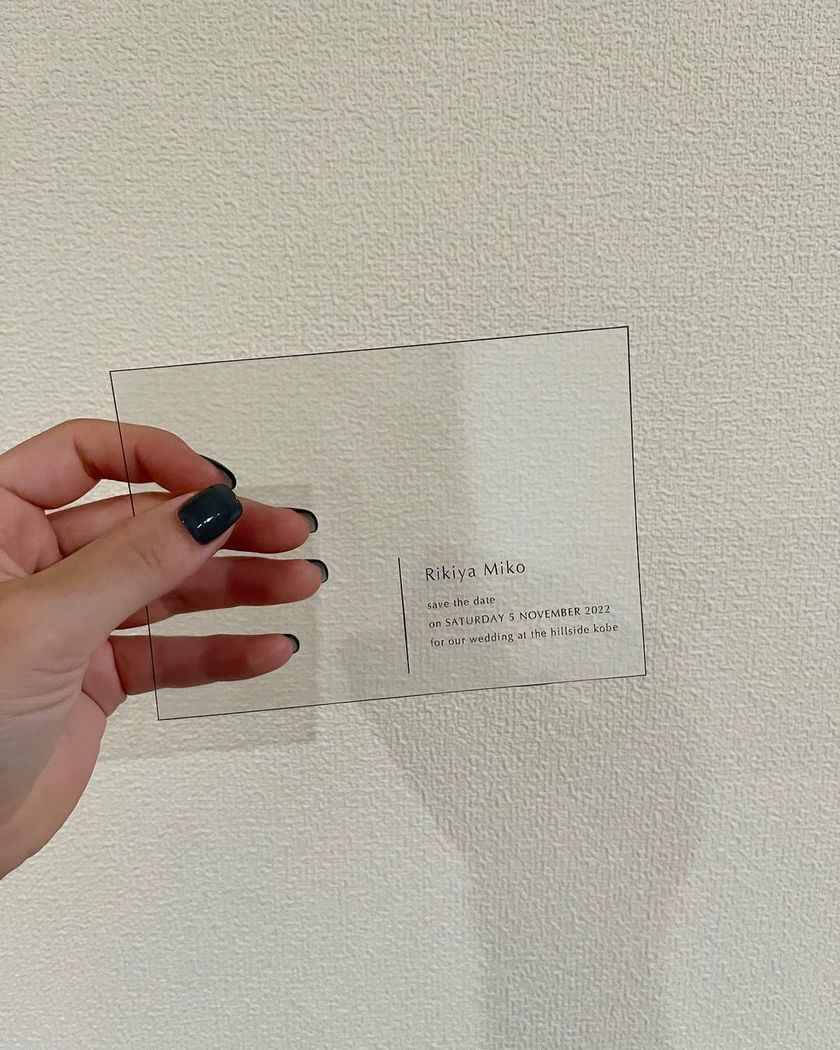 Rikiya Miko
save the date
on SATURDAY 5 NOVEMBER 2022
for our wedding at the hillside kobe